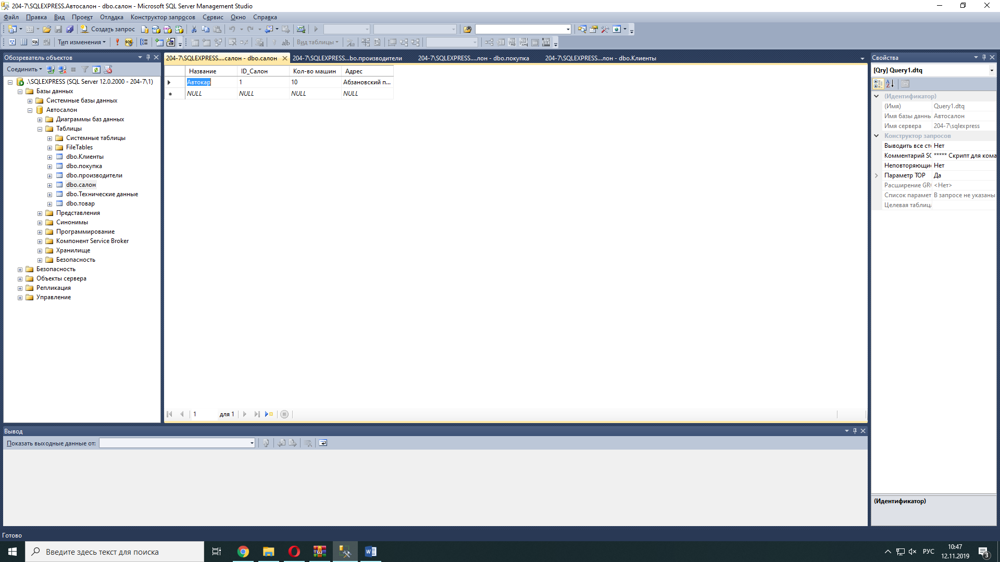 204-7\SQLEXPRESS.Автосалон - dbo.салон - Microsoft SQL Server Management Studio
Файл Правка Вид Проект Отладка Конструктор запросов Сервис Окно Справка
Создать запрос
Тип изменения
Вид таблицы
Обозреватель объектов
Соединить
.\SQLEXPRESS (SQL Server 12.0.2000 - 204-7\1)
Базы данных
Системные базы данных
Автосалон
Диаграммы баз данных
Таблицы
Системные таблицы
FileTables
dbo.Клиенты
dbo.покупка
dbo.производители
dbo.салон
dbo.Технические данные
dbo.товар
Представления
Синонимы
Программирование
Компонент Service Broker
Хранилище
Безопасность
Безопасность
Объекты сервера
Репликация
Управление
204-7\SQLEXPRESS....салон - dbo.салон 204-7\SQLEXPRESS...bo.производители 204-7\SQLEXPRESS....лон - dbo.покупка 204-7\SQLEXPRESS...лон - dbo.Клиенты
Название ID_Салон Кол-во машин Адрес
Автокар 1 10 Абзановский п...
NULL NULL NULL NULL
1 для 1
Свойства
[Qry] Query1.dtq
(Идентификатор)
(Имя) Query1.dtq
Имя базы данн Автосалон
Имя сервера 204-7\sqlexpress
Конструктор запросов
Выводить все ст Нет
Комментарий SQ ***** Скрипт для кома
Неповторяющи Нет
Параметр TOP Да
Расширение GR <Нет>
Список парамет В запросе не указаны
Целевая таблиц
(Идентификатор)
Вывод
Показать выходные данные от:
Готово
Введите здесь текст для поиска
РУС
10:47
12.11.2019
3